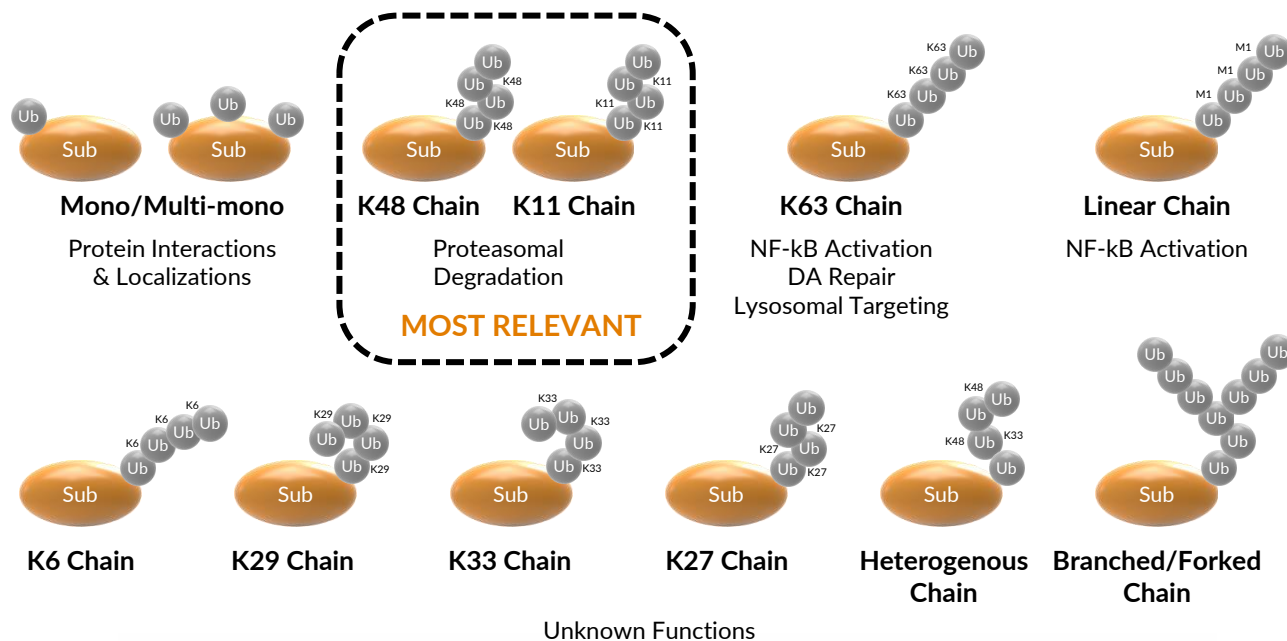 Ub
Sub
Mono/Multi-mono
Protein Interactions
& Localizations
Ub Ub Ub
Sub
Ub
Ub K48
K48 Ub
Ub K48
Sub
K48 Chain
Ub
Ub K11
K11 Ub
Ub K11
Sub
K11 Chain
Proteasomal
Degradation
MOST RELEVANT
K63 Ub
K63 Ub
K63 Ub
Ub
Sub
K63 Chain
NF-kB Activation
DA Repair
Lysosomal Targeting
M1 Ub
M1 Ub
M1 Ub
Ub
Sub
Linear Chain
NF-kB Activation
K6 Ub
K6 Ub
K6 Ub
Ub
Sub
K6 Chain
K29 Ub K29
Ub Ub
Ub K29
Sub
K29 Chain
K33
Ub Ub K33
Ub
Ub K33
Sub
K33 Chain
Ub
Ub K27
K27 Ub
Ub K27
Sub
K27 Chain
K48 Ub
Ub
K48 Ub K33
Ub
Sub
Heterogenous
Chain
Ub Ub
Ub Ub
Ub Ub
Ub
Ub
Ub
Sub
Branched/Forked
Chain
Unknown Functions